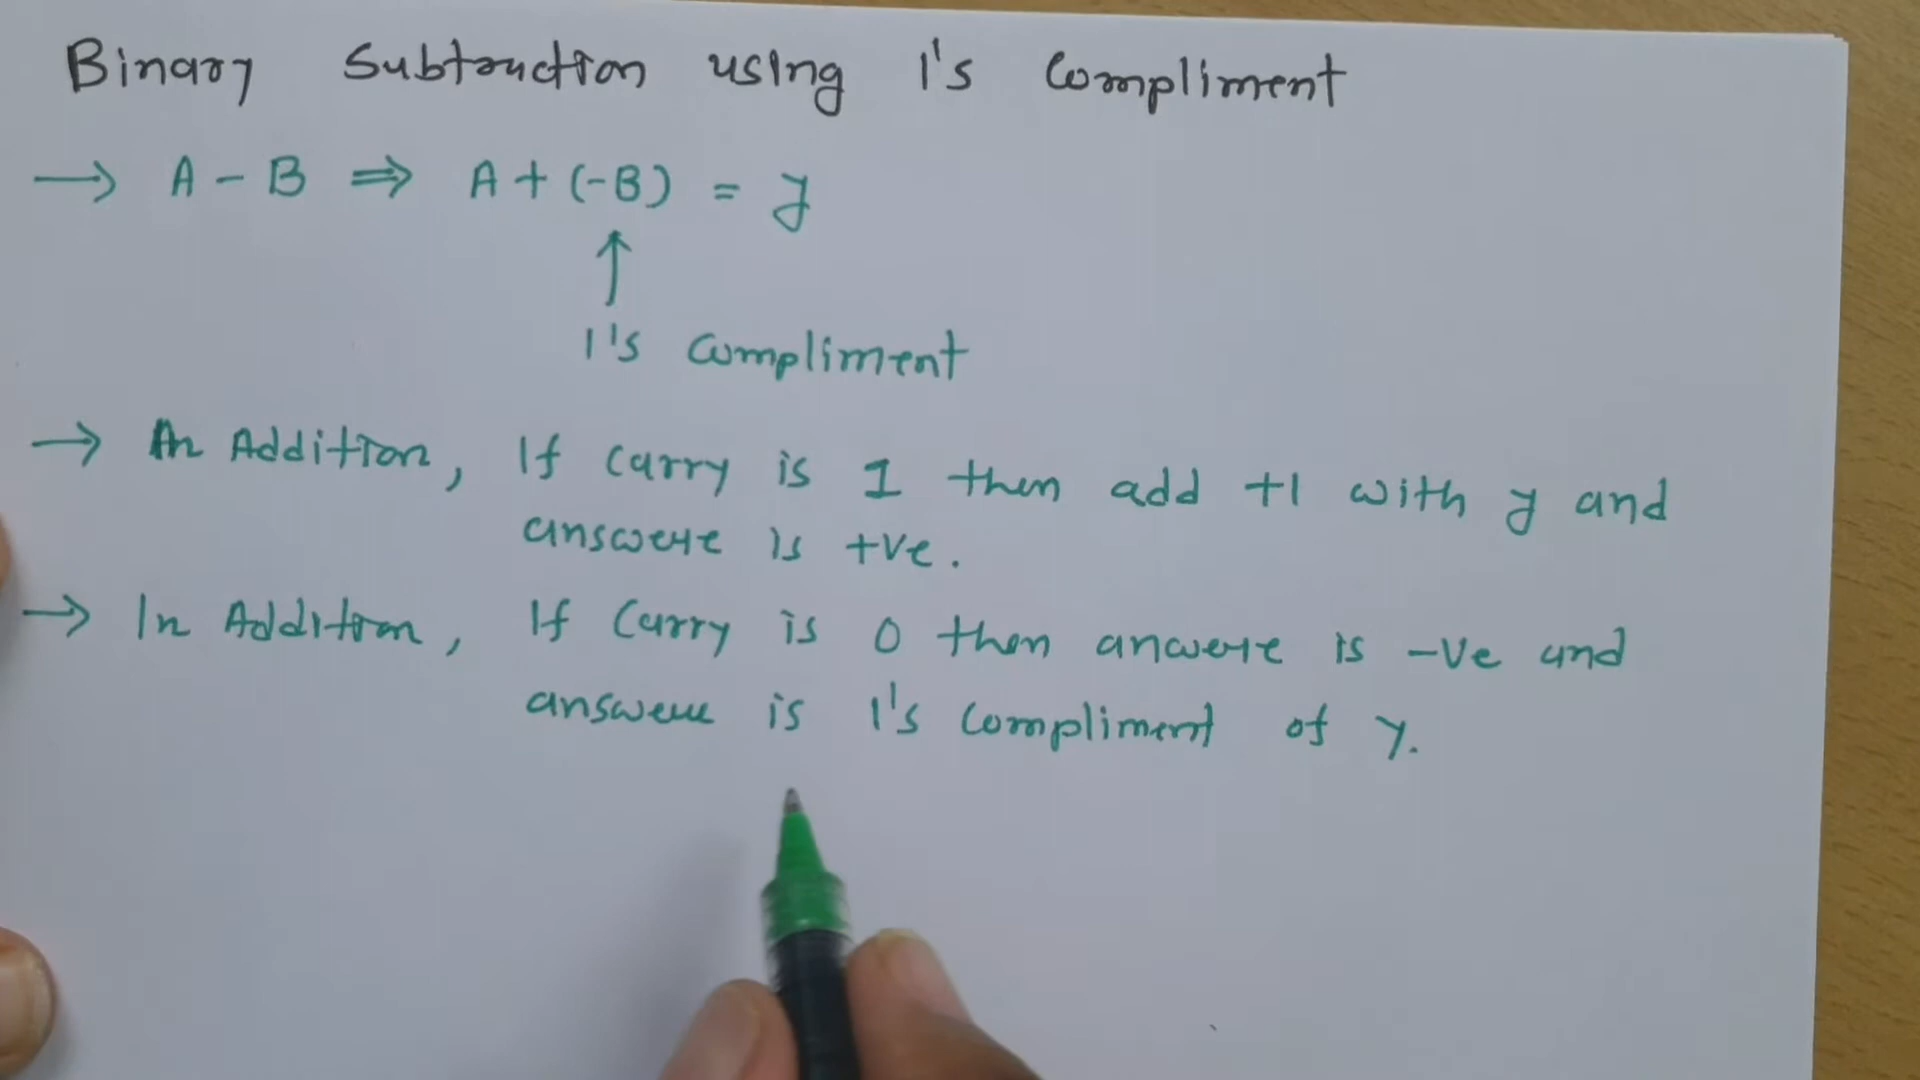 Binary Subtraction using 1's Compliment
→ A - B ⇒ A + (-B) = y
↑
1's compliment
→ In Addition, If carry is 1 then add +1 with y and
answere is +ve.
→ In Addition, If Carry is 0 then anwere is -ve and
answere is 1's compliment of y.